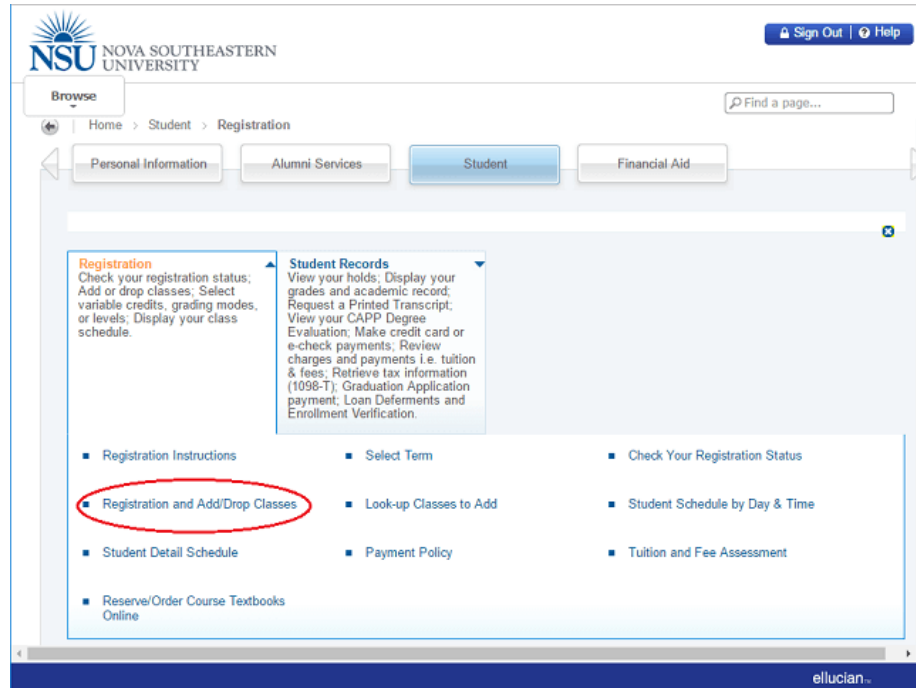 Sign Out | Help
NSU NOVA SOUTHEASTERN
UNIVERSITY
Browse
Find a page...
Home > Student > Registration
Personal Information
Alumni Services
Student
Financial Aid
Registration
Check your registration status;
Add or drop classes; Select
variable credits, grading modes,
or levels; Display your class
schedule.
Student Records
View your holds; Display your
grades and academic record;
Request a Printed Transcript;
View your CAPP Degree
Evaluation; Make credit card or
e-check payments; Review
charges and payments i.e. tuition
& fees; Retrieve tax information
(1098-T); Graduation Application
payment; Loan Deferments and
Enrollment Verification.
Registration Instructions
Select Term
Check Your Registration Status
Registration and Add/Drop Classes
Look-up Classes to Add
Student Schedule by Day & Time
Student Detail Schedule
Payment Policy
Tuition and Fee Assessment
Reserve/Order Course Textbooks
Online
ellucian™